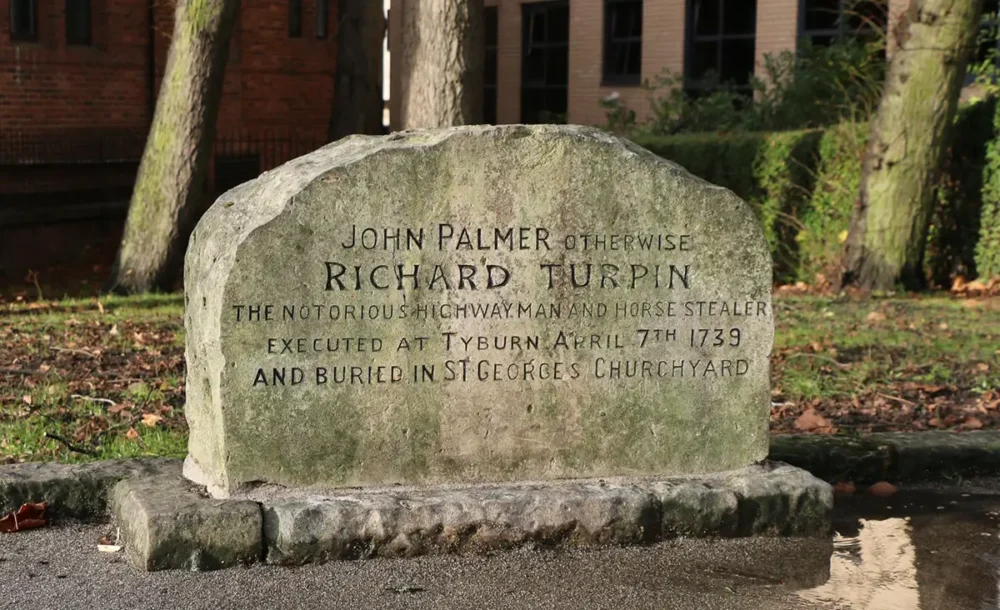 JOHN PALMER OTHERWISE
RICHARD TURPIN
THE NOTORIOUS HIGHWAYMAN AND HORSE STEALER
EXECUTED AT TYBURN APRIL 7TH 1739
AND BURIED IN ST GEORGE'S CHURCHYARD